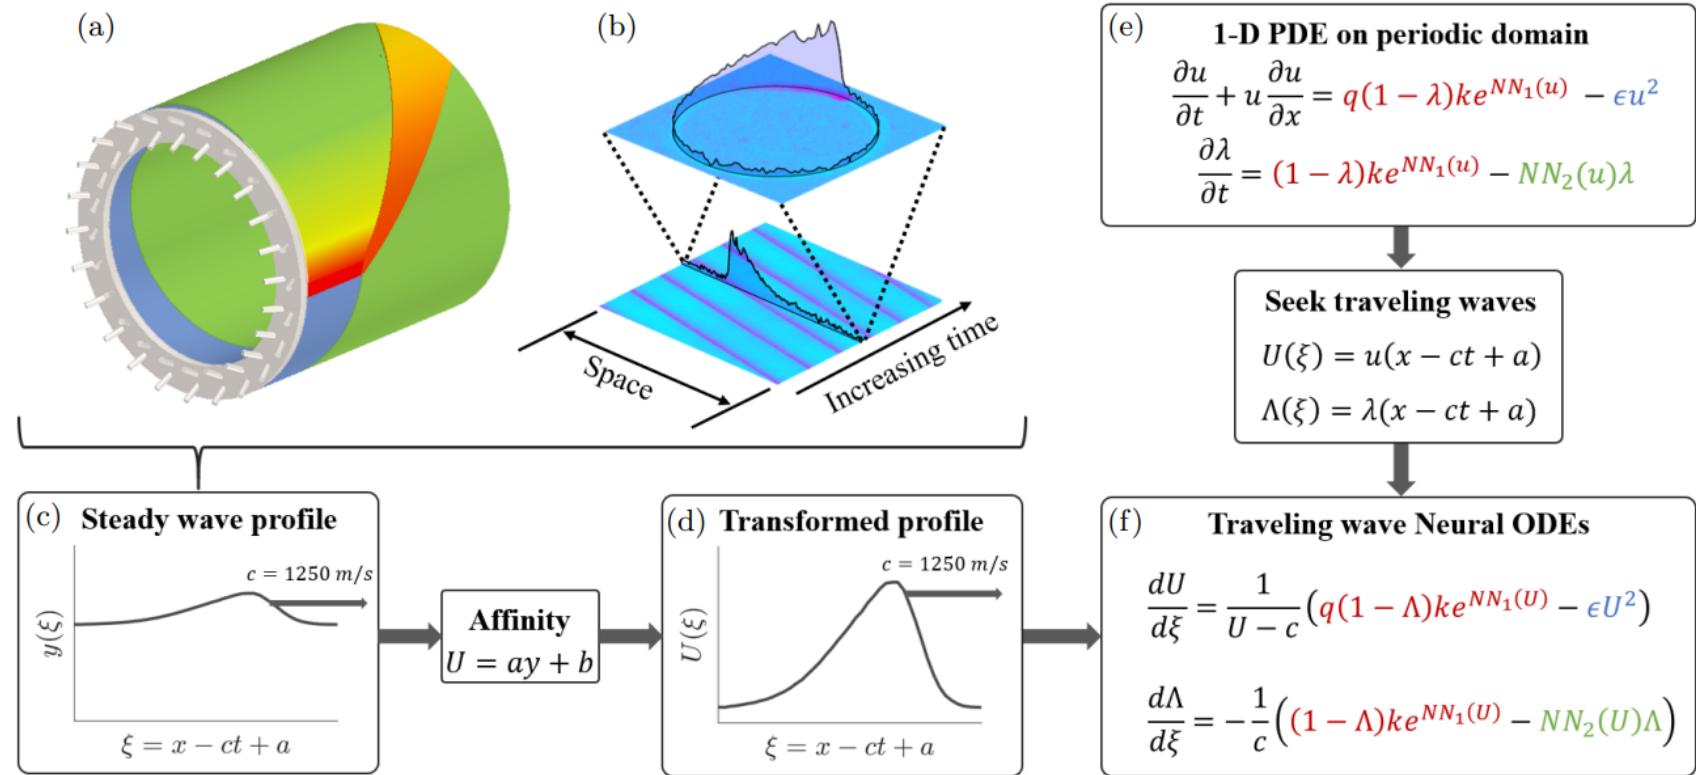 (a)
(b)
Space
Increasing time
(c) Steady wave profile
c = 1250 m/s
y(ξ)
ξ = x − ct + a
Affinity
U = ay + b
(d) Transformed profile
c = 1250 m/s
U(ξ)
ξ = x − ct + a
(e) 1-D PDE on periodic domain
∂u/∂t + u ∂u/∂x = q(1 − λ)ke^{NN₁(u)} − ϵu²
∂λ/∂t = (1 − λ)ke^{NN₁(u)} − NN₂(u)λ
Seek traveling waves
U(ξ) = u(x − ct + a)
Λ(ξ) = λ(x − ct + a)
(f) Traveling wave Neural ODEs
dU/dξ = 1/(U − c) (q(1 − Λ)ke^{NN₁(U)} − ϵU²)
dΛ/dξ = − 1/c ((1 − Λ)ke^{NN₁(U)} − NN₂(U)Λ)